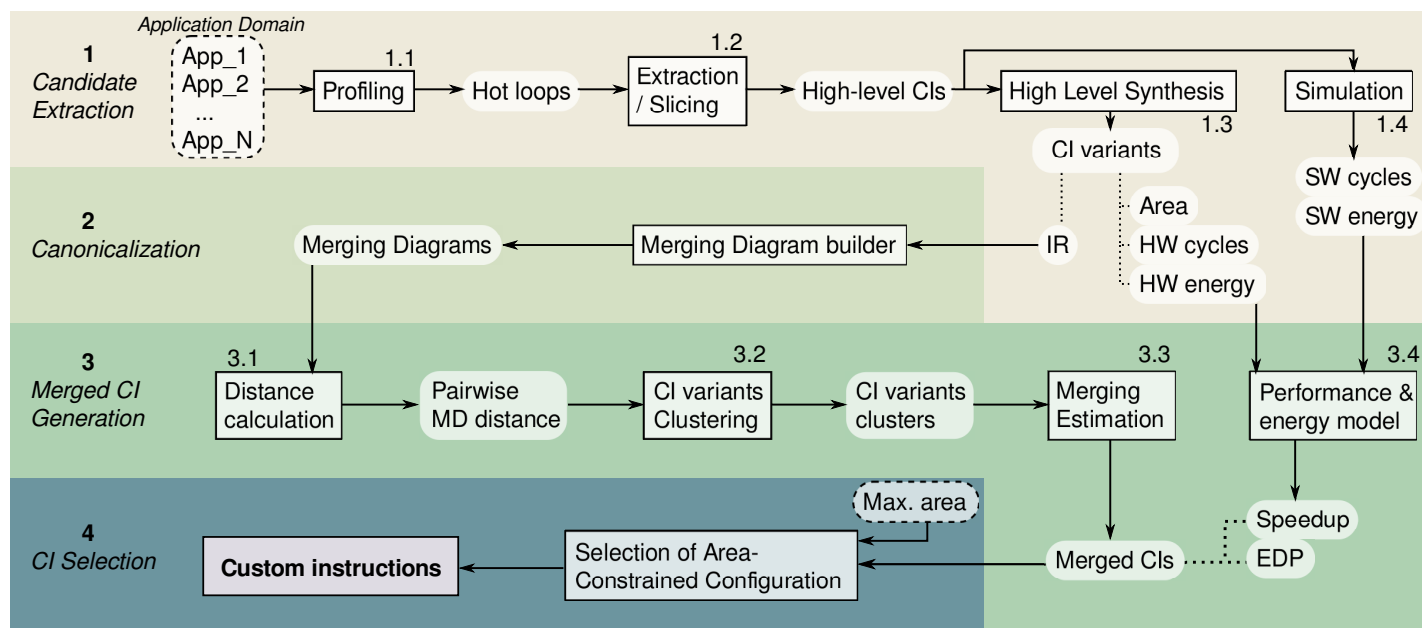 Application Domain
1
Candidate
Extraction
App_1
App_2
...
App_N
1.1
Profiling
Hot loops
1.2
Extraction
/ Slicing
High-level CIs
High Level Synthesis
1.3
Simulation
1.4
CI variants
SW cycles
SW energy
Area
HW cycles
HW energy
2
Canonicalization
Merging Diagrams
Merging Diagram builder
IR
3
Merged CI
Generation
3.1
Distance
calculation
Pairwise
MD distance
3.2
CI variants
Clustering
CI variants
clusters
3.3
Merging
Estimation
3.4
Performance &
energy model
4
CI Selection
Custom instructions
Selection of Area-
Constrained Configuration
Max. area
Merged CIs
Speedup
EDP